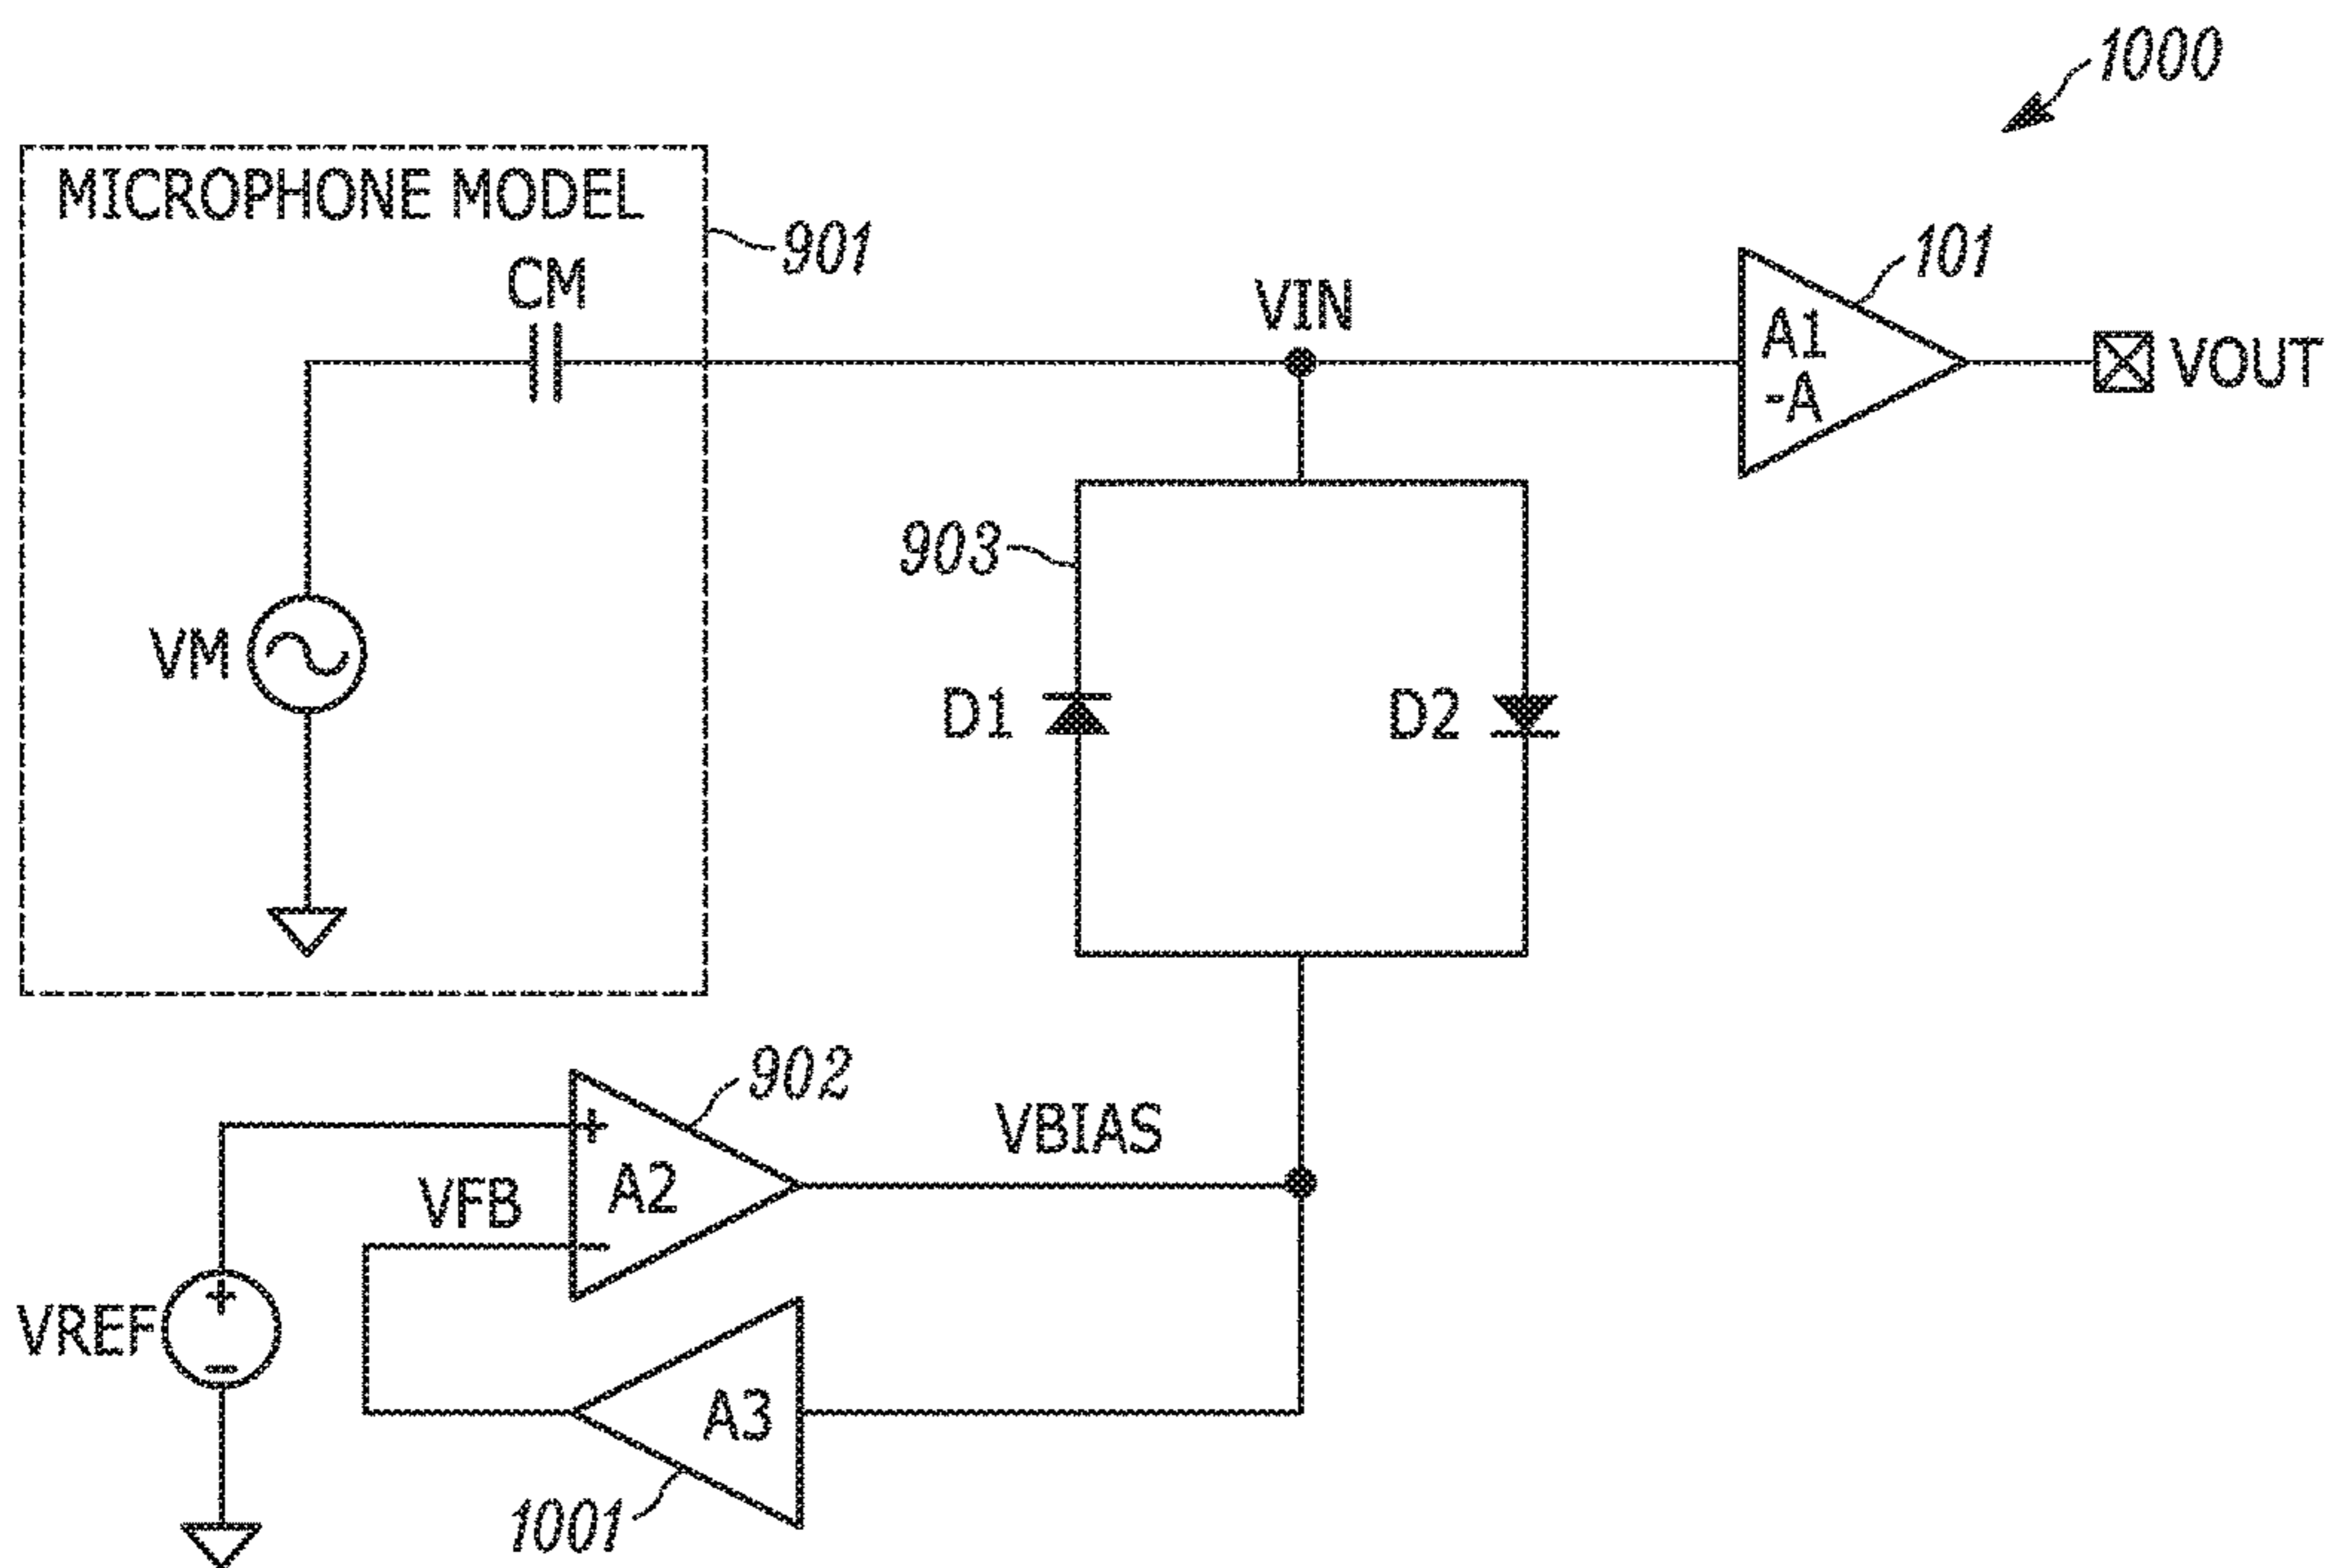 1000
MICROPHONE MODEL
901
CM
VIN
101
A1
-A
VOUT
903
VM
D1
D2
902
+
A2
VBIAS
VFB
−
VREF
+
−
A3
1001